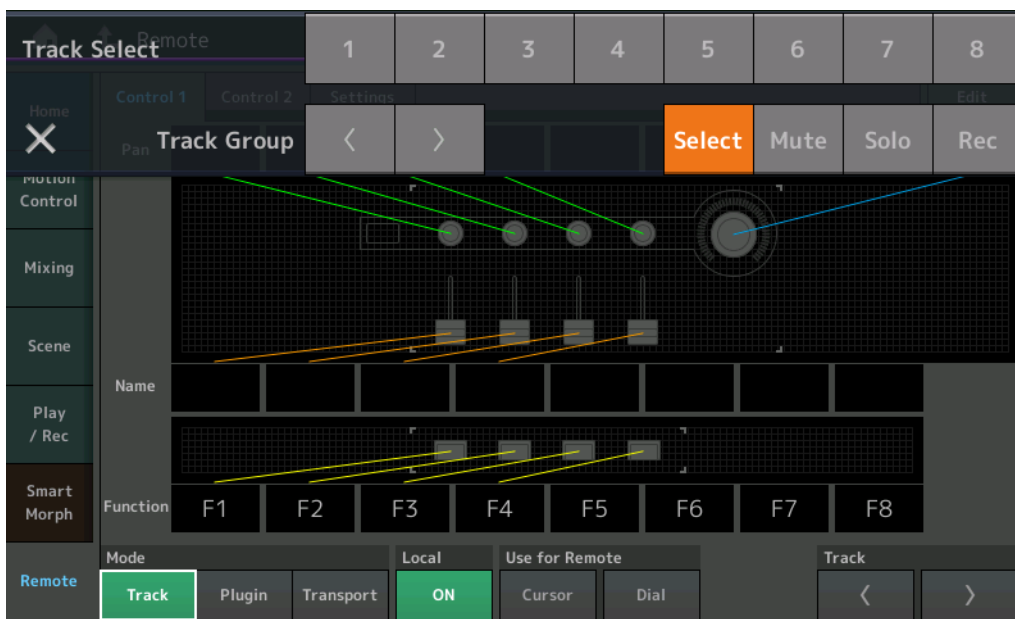 Remote
Track Select 1 2 3 4 5 6 7 8
Home Control 1 Control 2 Settings Edit
Pan Track Group < > Select Mute Solo Rec
Motion
Control
Mixing
Scene
Name
Play
/ Rec
Smart
Morph
Function F1 F2 F3 F4 F5 F6 F7 F8
Mode Local Use for Remote Track
Remote Track Plugin Transport ON Cursor Dial < >